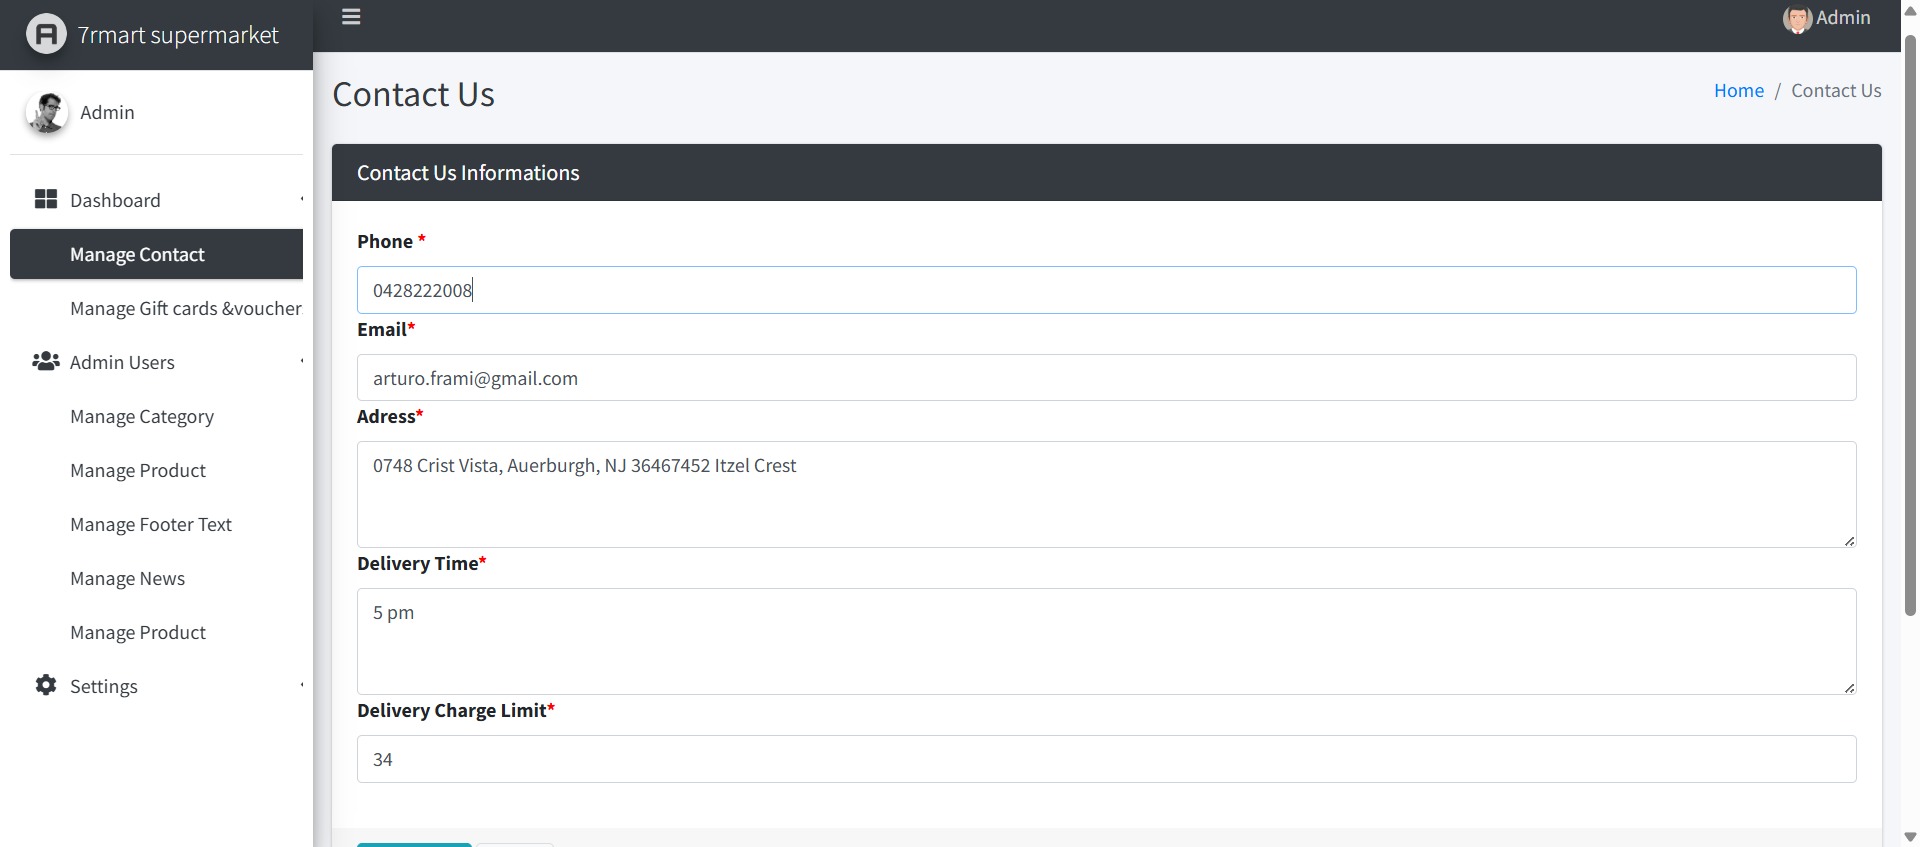 7rmart supermarket
Admin
Admin
Dashboard
Manage Contact
Manage Gift cards &voucher
Admin Users
Manage Category
Manage Product
Manage Footer Text
Manage News
Manage Product
Settings
Contact Us
Home / Contact Us
Contact Us Informations
Phone *
0428222008
Email*
arturo.frami@gmail.com
Adress*
0748 Crist Vista, Auerburgh, NJ 36467452 Itzel Crest
Delivery Time*
5 pm
Delivery Charge Limit*
34